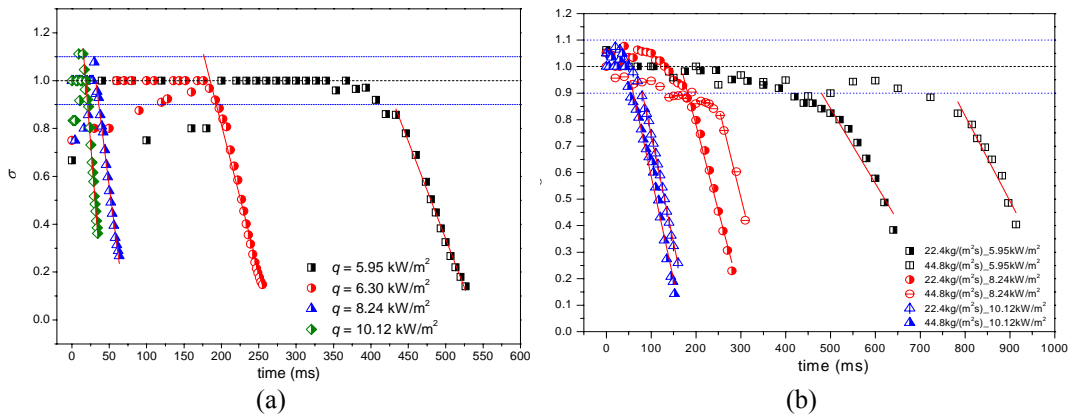 (a)
1.2
1.0
0.8
0.6
0.4
0.2
0.0
σ
q = 5.95 kW/m²
q = 6.30 kW/m²
q = 8.24 kW/m²
q = 10.12 kW/m²
0 50 100 150 200 250 300 350 400 450 500 550 600
time (ms)
(a)
(b)
1.2
1.1
1.0
0.9
0.8
0.7
0.6
0.5
0.4
0.3
0.2
0.1
0.0
22.4kg/(m²s)_5.95kW/m²
44.8kg/(m²s)_5.95kW/m²
22.4kg/(m²s)_8.24kW/m²
44.8kg/(m²s)_8.24kW/m²
22.4kg/(m²s)_10.12kW/m²
44.8kg/(m²s)_10.12kW/m²
0 100 200 300 400 500 600 700 800 900 1000
time (ms)
(b)